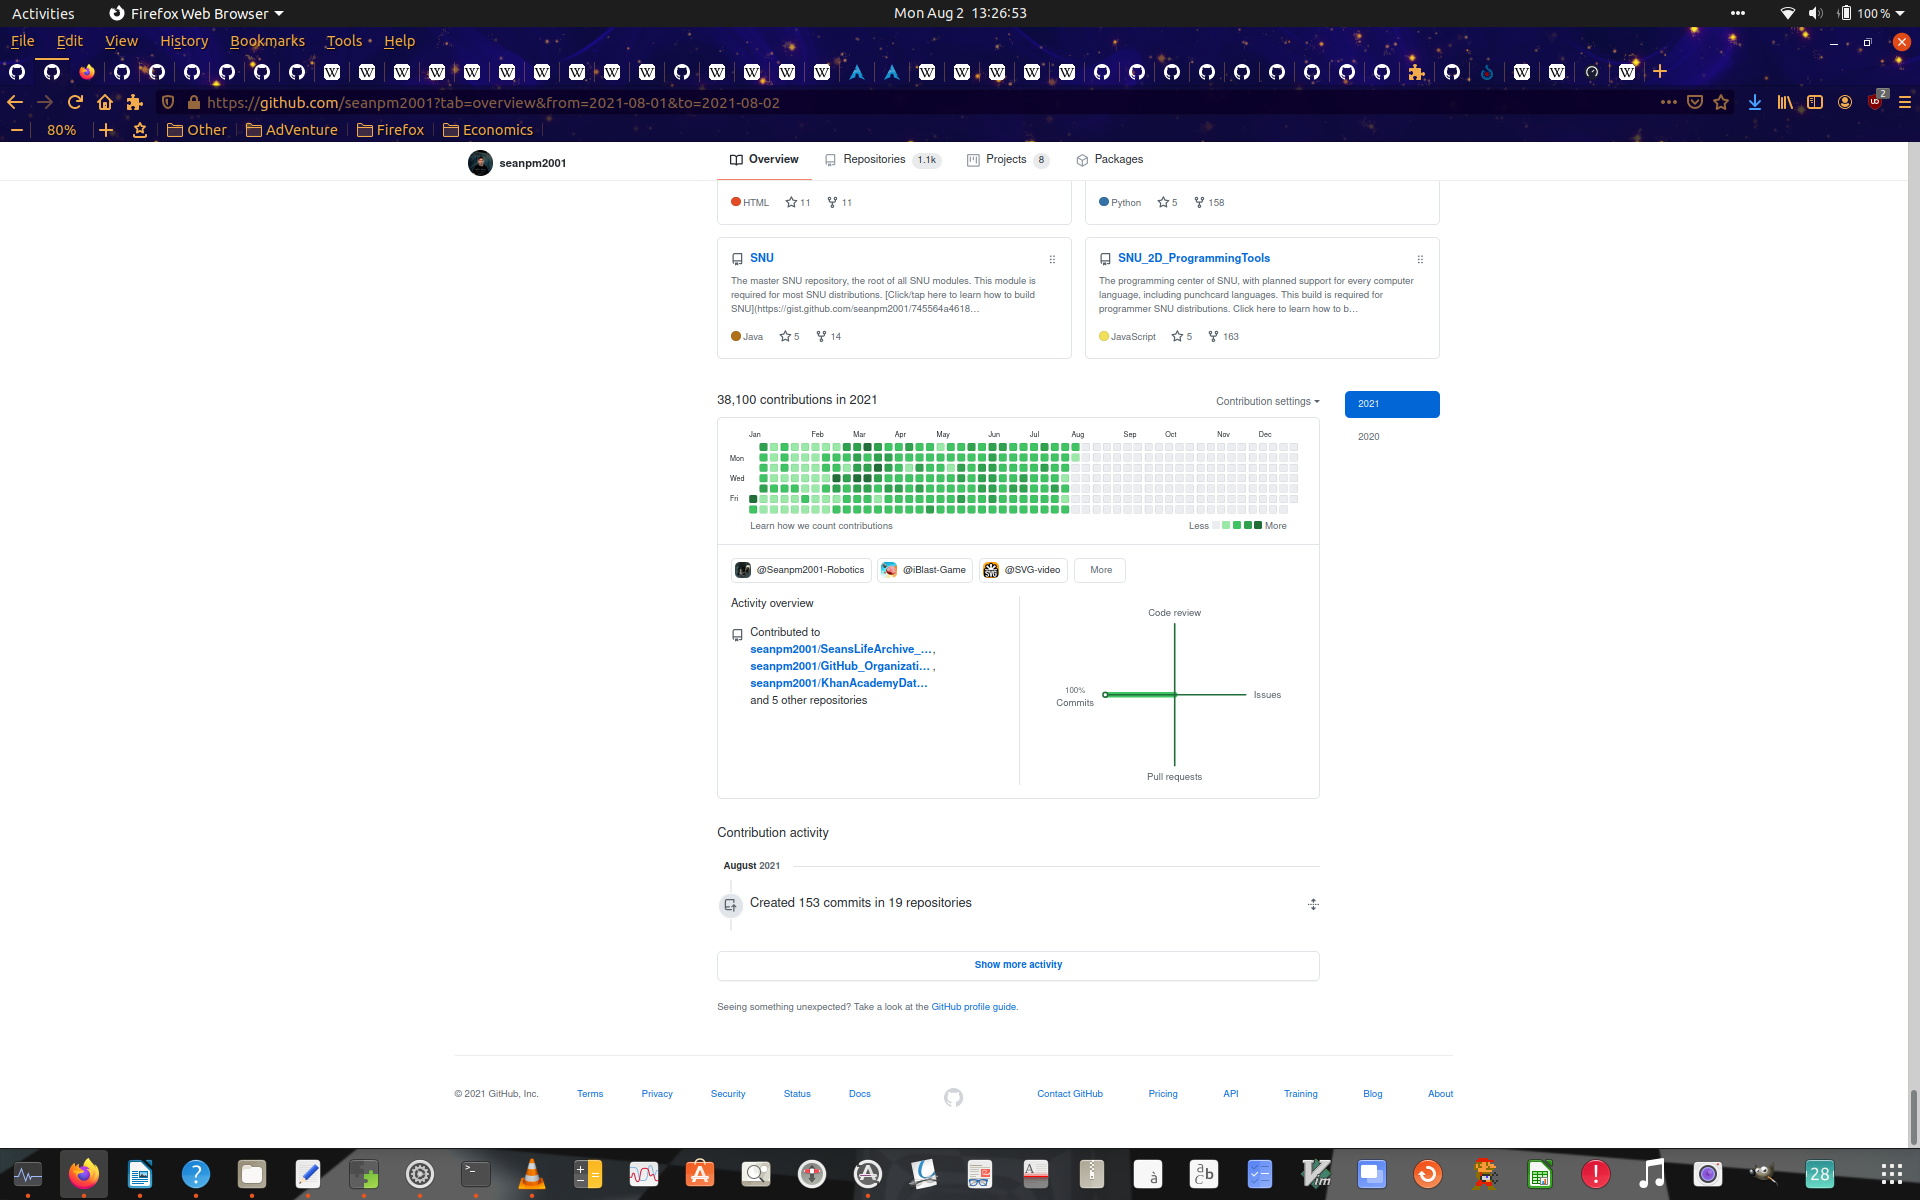 Activities
Firefox Web Browser
Mon Aug 2 13:26:53
100 %
File Edit View History Bookmarks Tools Help
https://github.com/seanpm2001?tab=overview&from=2021-08-01&to=2021-08-02
2
80%
Other
AdVenture
Firefox
Economics
seanpm2001
Overview
Repositories 1.1k
Projects 8
Packages
HTML 11 11
Python 5 158
SNU
The master SNU repository, the root of all SNU modules. This module is
required for most SNU distributions. [Click/tap here to learn how to build
SNU](https://gist.github.com/seanpm2001/745564a4618...
Java 5 14
SNU_2D_ProgrammingTools
The programming center of SNU, with planned support for every computer
language, including punchcard languages. This build is required for
programmer SNU distributions. Click here to learn how to b...
JavaScript 5 163
38,100 contributions in 2021
Contribution settings
2021
2020
Jan Feb Mar Apr May Jun Jul Aug Sep Oct Nov Dec
Mon
Wed
Fri
Learn how we count contributions
Less More
@Seanpm2001-Robotics
@iBlast-Game
@SVG-video
More
Activity overview
Contributed to
seanpm2001/SeansLifeArchive_...,
seanpm2001/GitHub_Organizati... ,
seanpm2001/KhanAcademyDat...
and 5 other repositories
Code review
100%
Commits
Issues
Pull requests
Contribution activity
August 2021
Created 153 commits in 19 repositories
Show more activity
Seeing something unexpected? Take a look at the GitHub profile guide.
© 2021 GitHub, Inc. Terms Privacy Security Status Docs Contact GitHub Pricing API Training Blog About
28